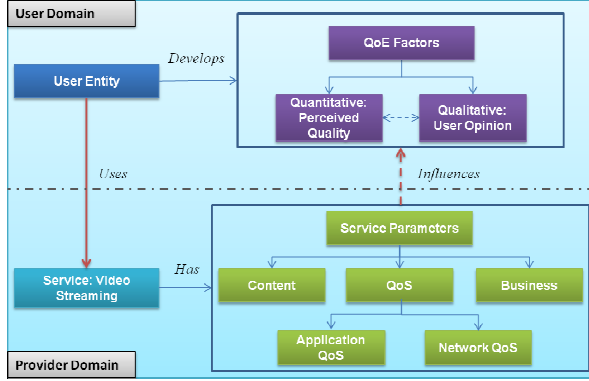 User Domain
QoE Factors
Develops
User Entity
Quantitative:
Perceived
Quality
Qualitative:
User Opinion
Uses
Influences
Service Parameters
Service: Video
Streaming
Has
Content
QoS
Business
Application
QoS
Network QoS
Provider Domain